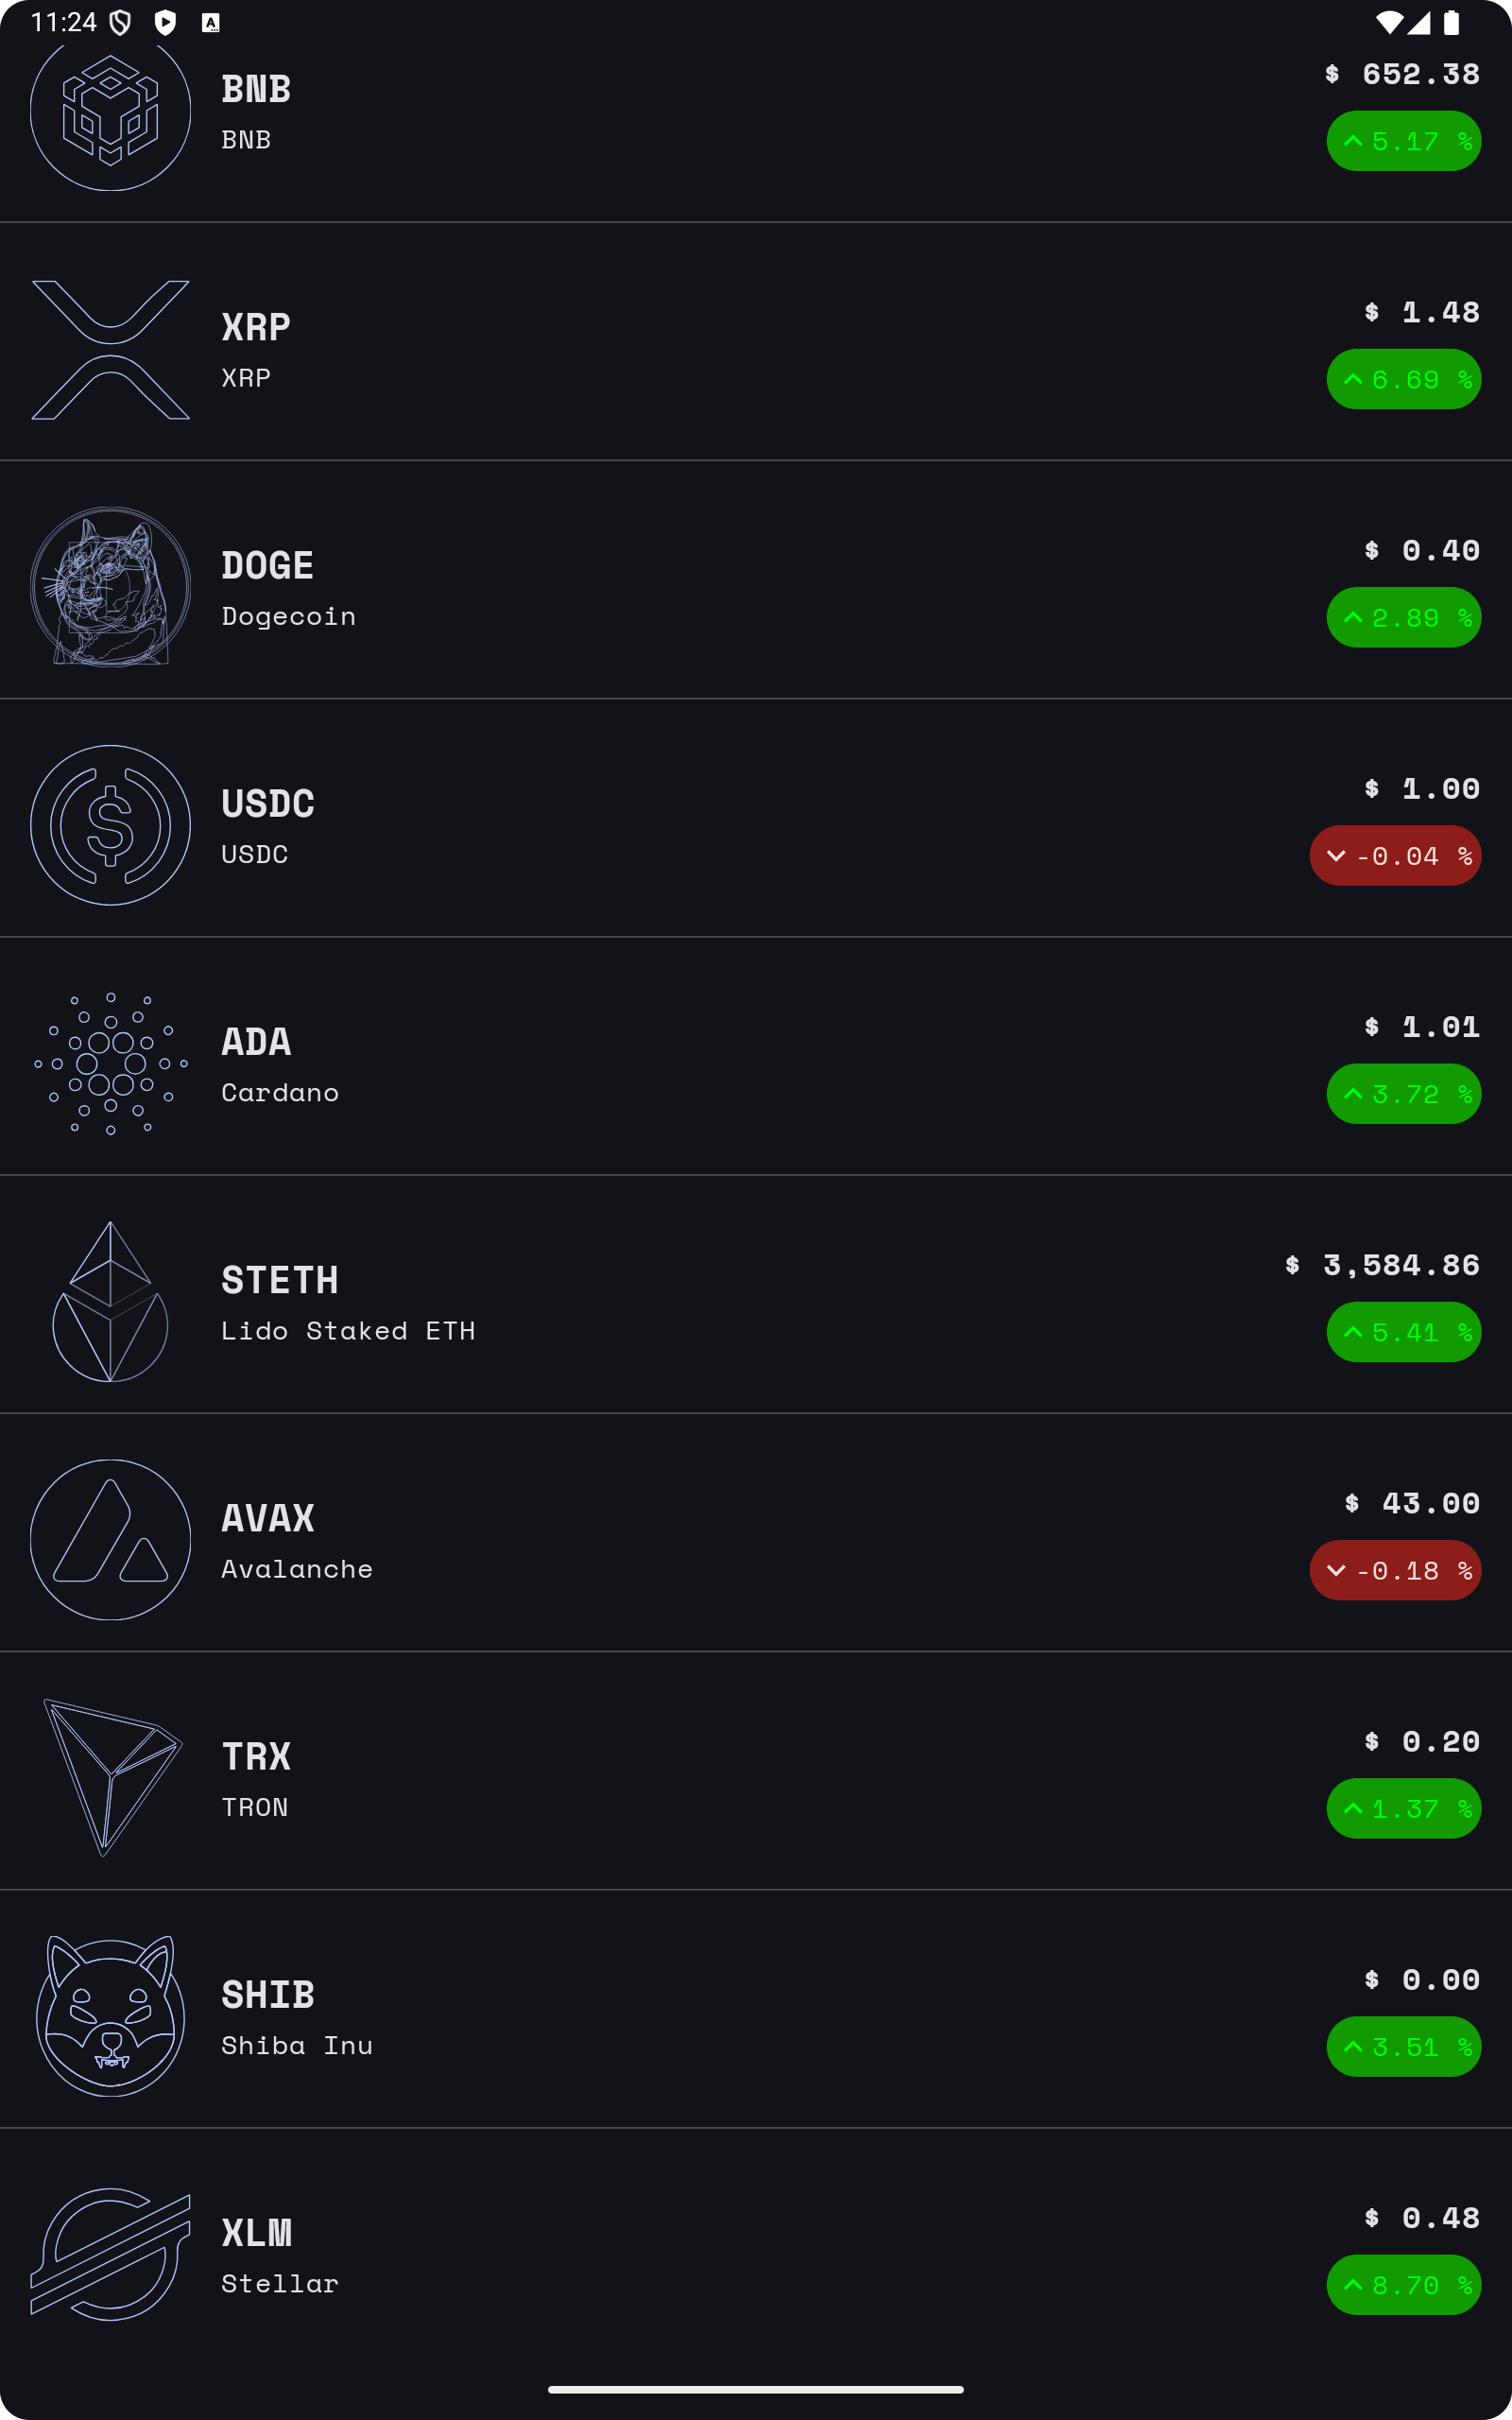 11:24
BNB
$ 652.38
BNB
5.17 %
XRP
$ 1.48
XRP
6.69 %
DOGE
$ 0.40
Dogecoin
2.89 %
USDC
$ 1.00
USDC
-0.04 %
ADA
$ 1.01
Cardano
3.72 %
STETH
$ 3,584.86
Lido Staked ETH
5.41 %
AVAX
$ 43.00
Avalanche
-0.18 %
TRX
$ 0.20
TRON
1.37 %
SHIB
$ 0.00
Shiba Inu
3.51 %
XLM
$ 0.48
Stellar
8.70 %